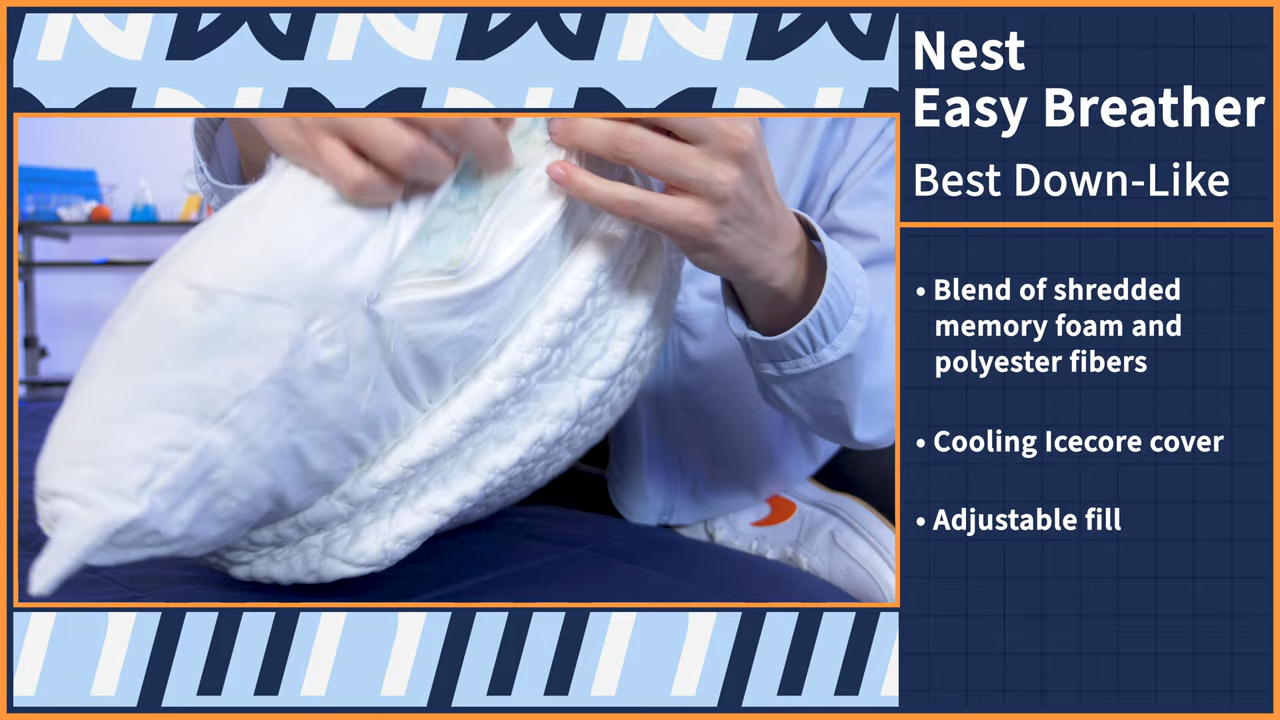 Nest
Easy Breather
Best Down-Like
• Blend of shredded
memory foam and
polyester fibers
• Cooling Icecore cover
• Adjustable fill